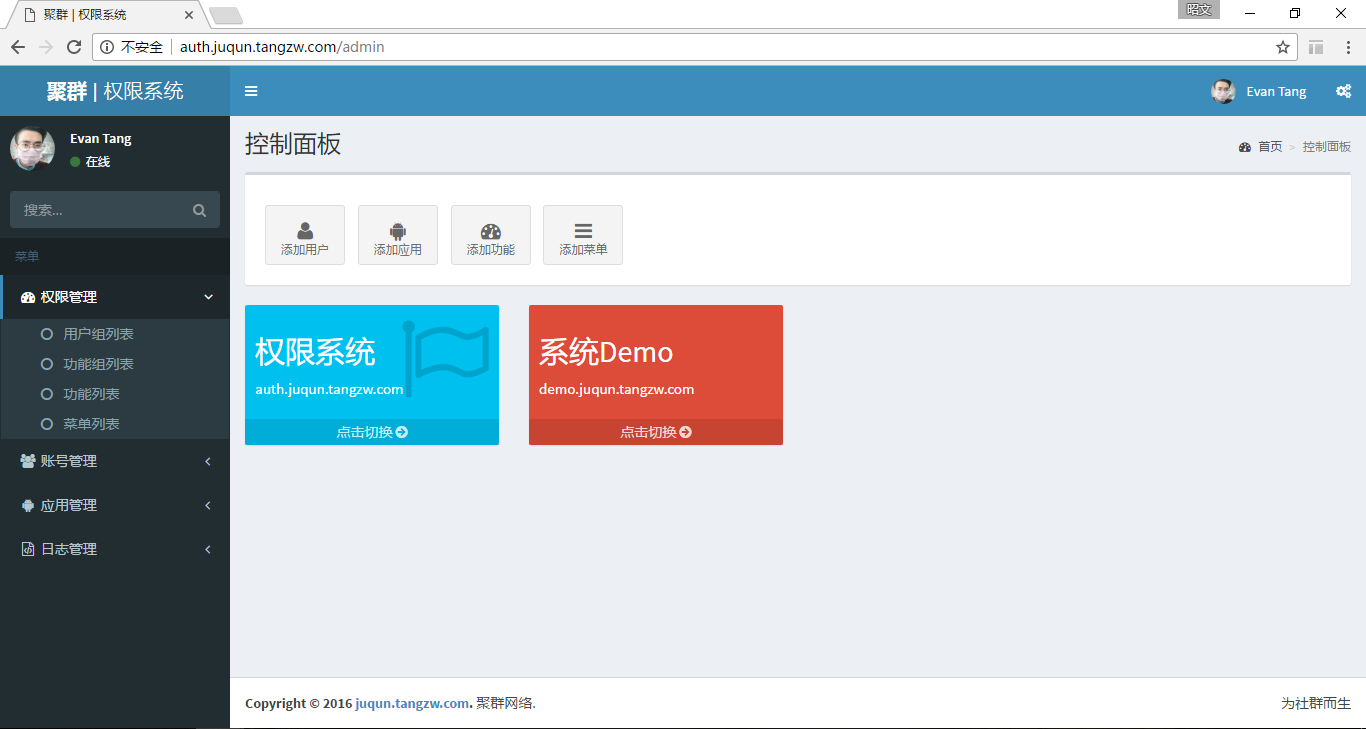 聚群 | 权限系统
昭文
不安全 auth.juqun.tangzw.com/admin
聚群 | 权限系统
Evan Tang
Evan Tang
在线
搜索...
菜单
权限管理
用户组列表
功能组列表
功能列表
菜单列表
账号管理
应用管理
日志管理
控制面板
首页 > 控制面板
添加用户 添加应用 添加功能 添加菜单
权限系统
auth.juqun.tangzw.com
点击切换
系统Demo
demo.juqun.tangzw.com
点击切换
Copyright © 2016 juqun.tangzw.com. 聚群网络.
为社群而生